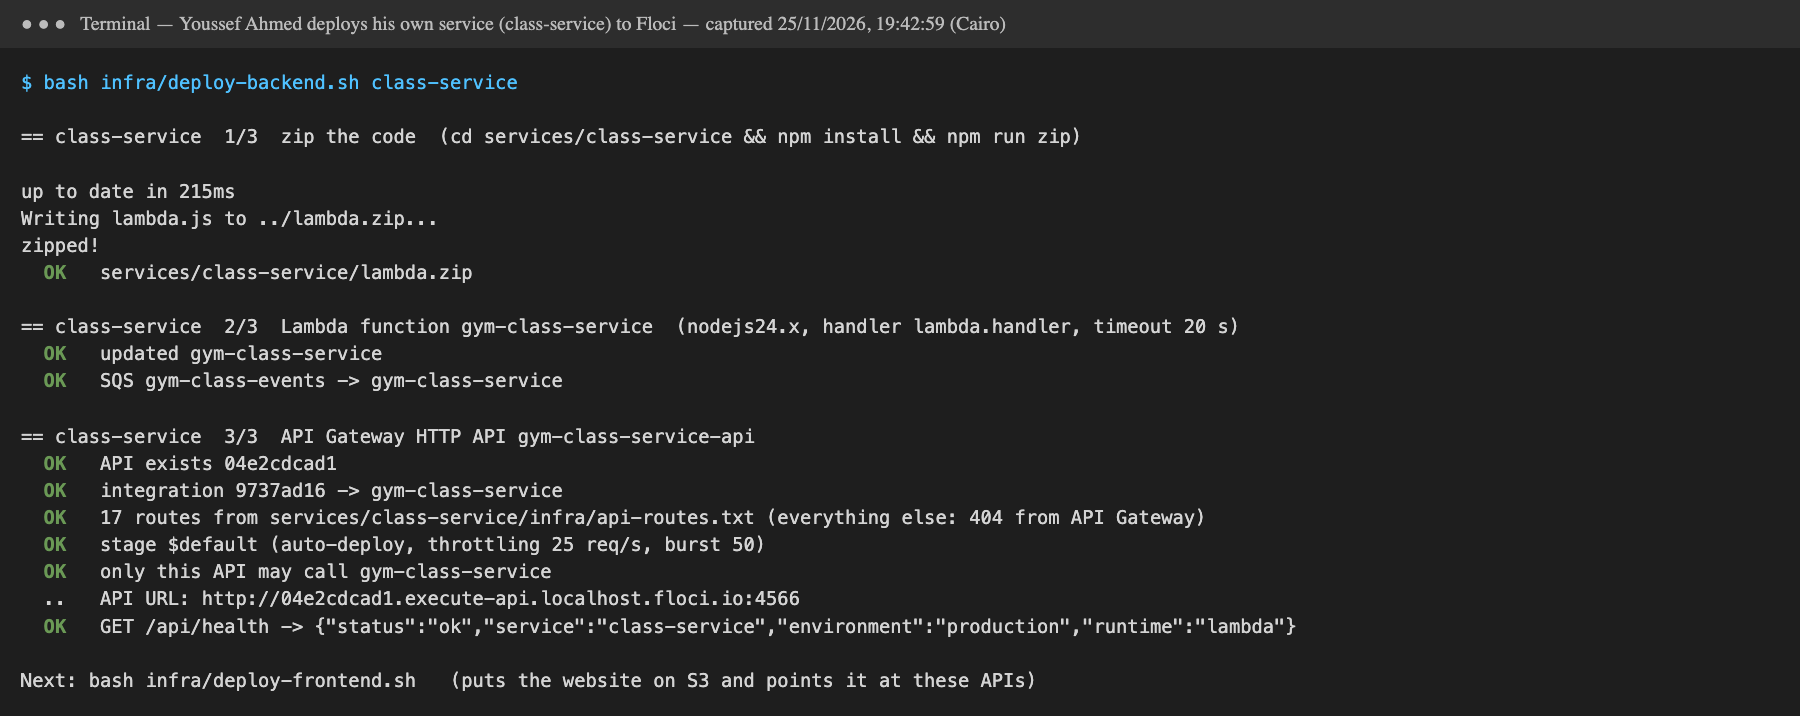 Terminal — Youssef Ahmed deploys his own service (class-service) to Floci — captured 25/11/2026, 19:42:59 (Cairo)
$ bash infra/deploy-backend.sh class-service
== class-service  1/3  zip the code  (cd services/class-service && npm install && npm run zip)
up to date in 215ms
Writing lambda.js to ../lambda.zip...
zipped!
OK   services/class-service/lambda.zip
== class-service  2/3  Lambda function gym-class-service  (nodejs24.x, handler lambda.handler, timeout 20 s)
OK   updated gym-class-service
OK   SQS gym-class-events -> gym-class-service
== class-service  3/3  API Gateway HTTP API gym-class-service-api
OK   API exists 04e2cdcad1
OK   integration 9737ad16 -> gym-class-service
OK   17 routes from services/class-service/infra/api-routes.txt (everything else: 404 from API Gateway)
OK   stage $default (auto-deploy, throttling 25 req/s, burst 50)
OK   only this API may call gym-class-service
..   API URL: http://04e2cdcad1.execute-api.localhost.floci.io:4566
OK   GET /api/health -> {"status":"ok","service":"class-service","environment":"production","runtime":"lambda"}
Next: bash infra/deploy-frontend.sh   (puts the website on S3 and points it at these APIs)